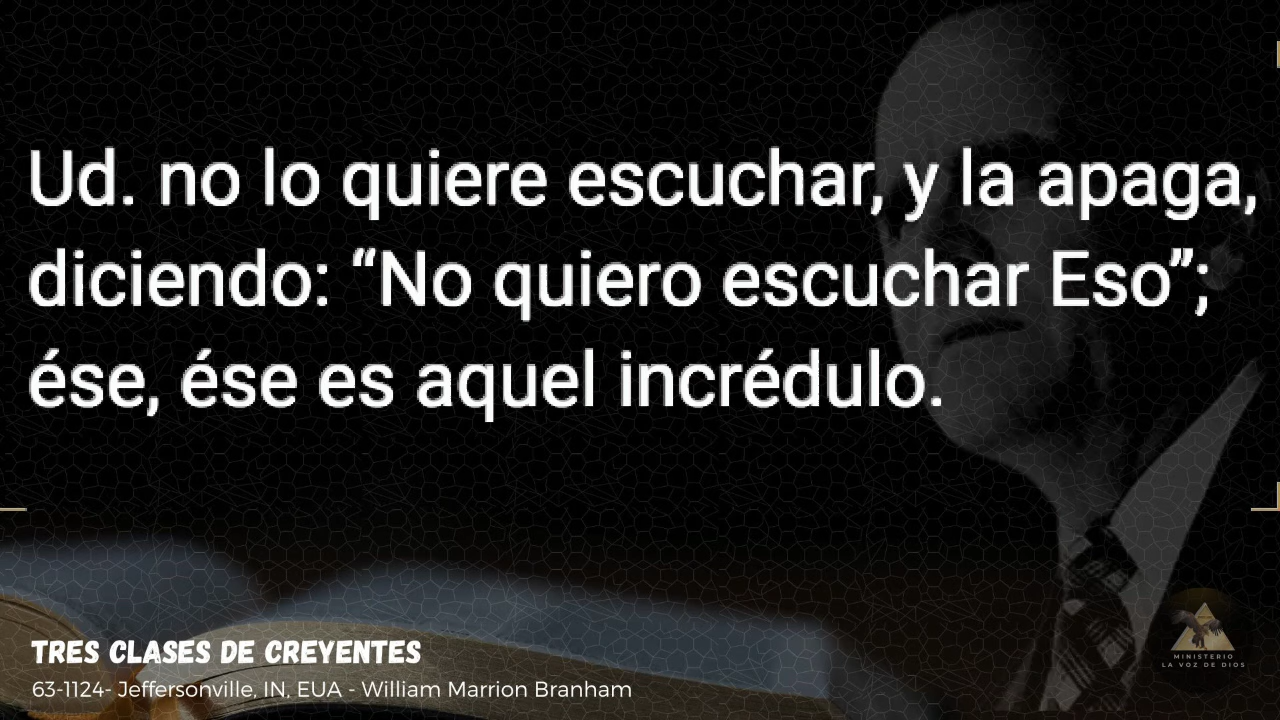 Ud. no lo quiere escuchar, y la apaga,
diciendo: “No quiero escuchar Eso”;
ése, ése es aquel incrédulo.
TRES CLASES DE CREYENTES
63-1124- Jeffersonville, IN, EUA - William Marrion Branham
MINISTERIO
LA VOZ DE DIOS